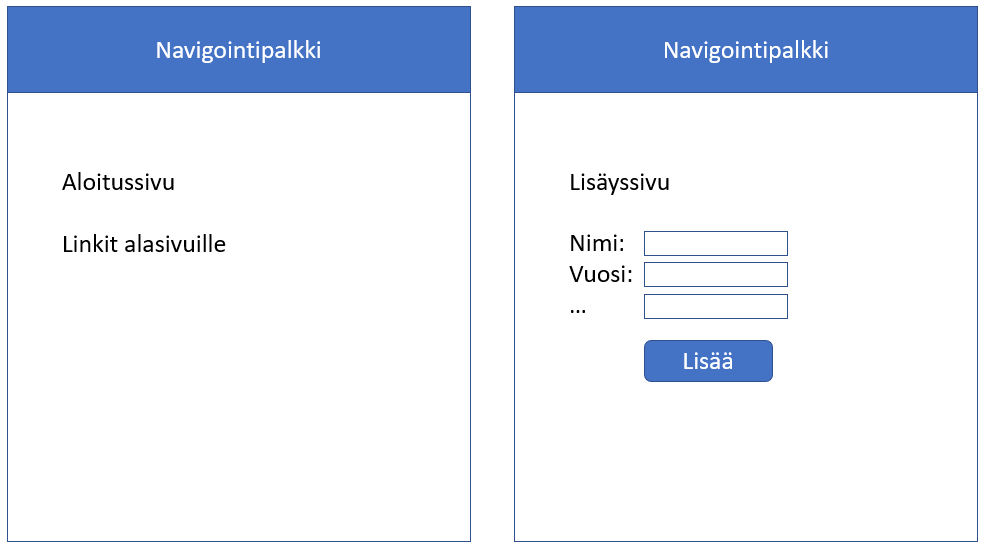 Navigointipalkki
Aloitussivu
Linkit alasivuille
Navigointipalkki
Lisäyssivu
Nimi:
Vuosi:
...
Lisää